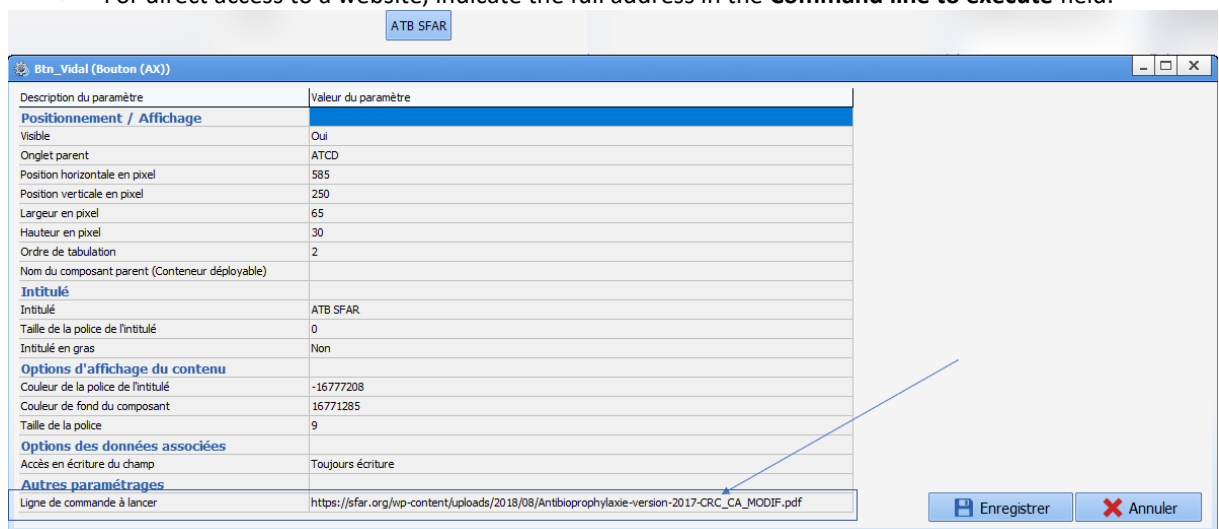 For direct access to a website, indicate the full address in the Command line to execute field.
ATB SFAR
Btn_Vidal (Bouton (AX))
Description du paramètre Valeur du paramètre
Positionnement / Affichage
Visible Oui
Onglet parent ATCD
Position horizontale en pixel 585
Position verticale en pixel 250
Largeur en pixel 65
Hauteur en pixel 30
Ordre de tabulation 2
Nom du composant parent (Conteneur déployable)
Intitulé
Intitulé ATB SFAR
Taille de la police de l'intitulé 0
Intitulé en gras Non
Options d'affichage du contenu
Couleur de la police de l'intitulé -16777208
Couleur de fond du composant 16771285
Taille de la police 9
Options des données associées
Accès en écriture du champ Toujours écriture
Autres paramétrages
Ligne de commande à lancer https://sfar.org/wp-content/uploads/2018/08/Antibioprophylaxie-version-2017-CRC_CA_MODIF.pdf
Enregistrer Annuler